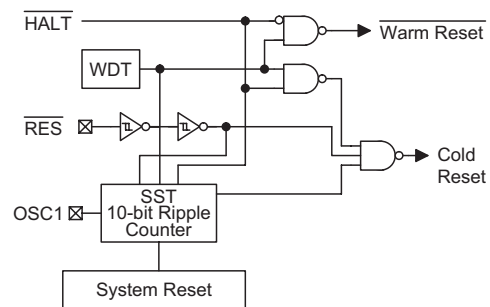 HALT
Warm Reset
WDT
RES
Cold
Reset
SST
10-bit Ripple
Counter
OSC1
System Reset